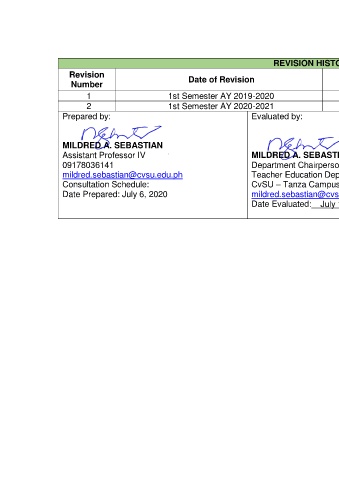 REVISION HISTO
Revision Number
Date of Revision
1 1st Semester AY 2019-2020
2 1st Semester AY 2020-2021
Prepared by:
MILDRED A. SEBASTIAN
Assistant Professor IV
09178036141
mildred.sebastian@cvsu.edu.ph
Consultation Schedule:
Date Prepared: July 6, 2020
Evaluated by:
MILDRED A. SEBASTI
Department Chairperso
Teacher Education Dep
CvSU – Tanza Campus
mildred.sebastian@cvs
Date Evaluated: July